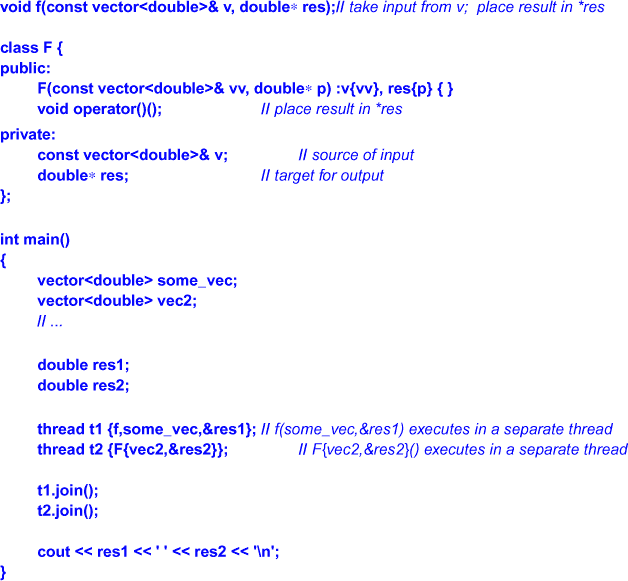 void f(const vector<double>& v, double∗ res);// take input from v; place result in *res
class F {
public:
F(const vector<double>& vv, double∗ p) :v{vv}, res{p} { }
void operator()(); // place result in *res
private:
const vector<double>& v; // source of input
double∗ res; // target for output
};
int main()
{
vector<double> some_vec;
vector<double> vec2;
// ...
double res1;
double res2;
thread t1 {f,some_vec,&res1}; // f(some_vec,&res1) executes in a separate thread
thread t2 {F{vec2,&res2}}; // F{vec2,&res2}() executes in a separate thread
t1.join();
t2.join();
cout << res1 << ' ' << res2 << '\n';
}